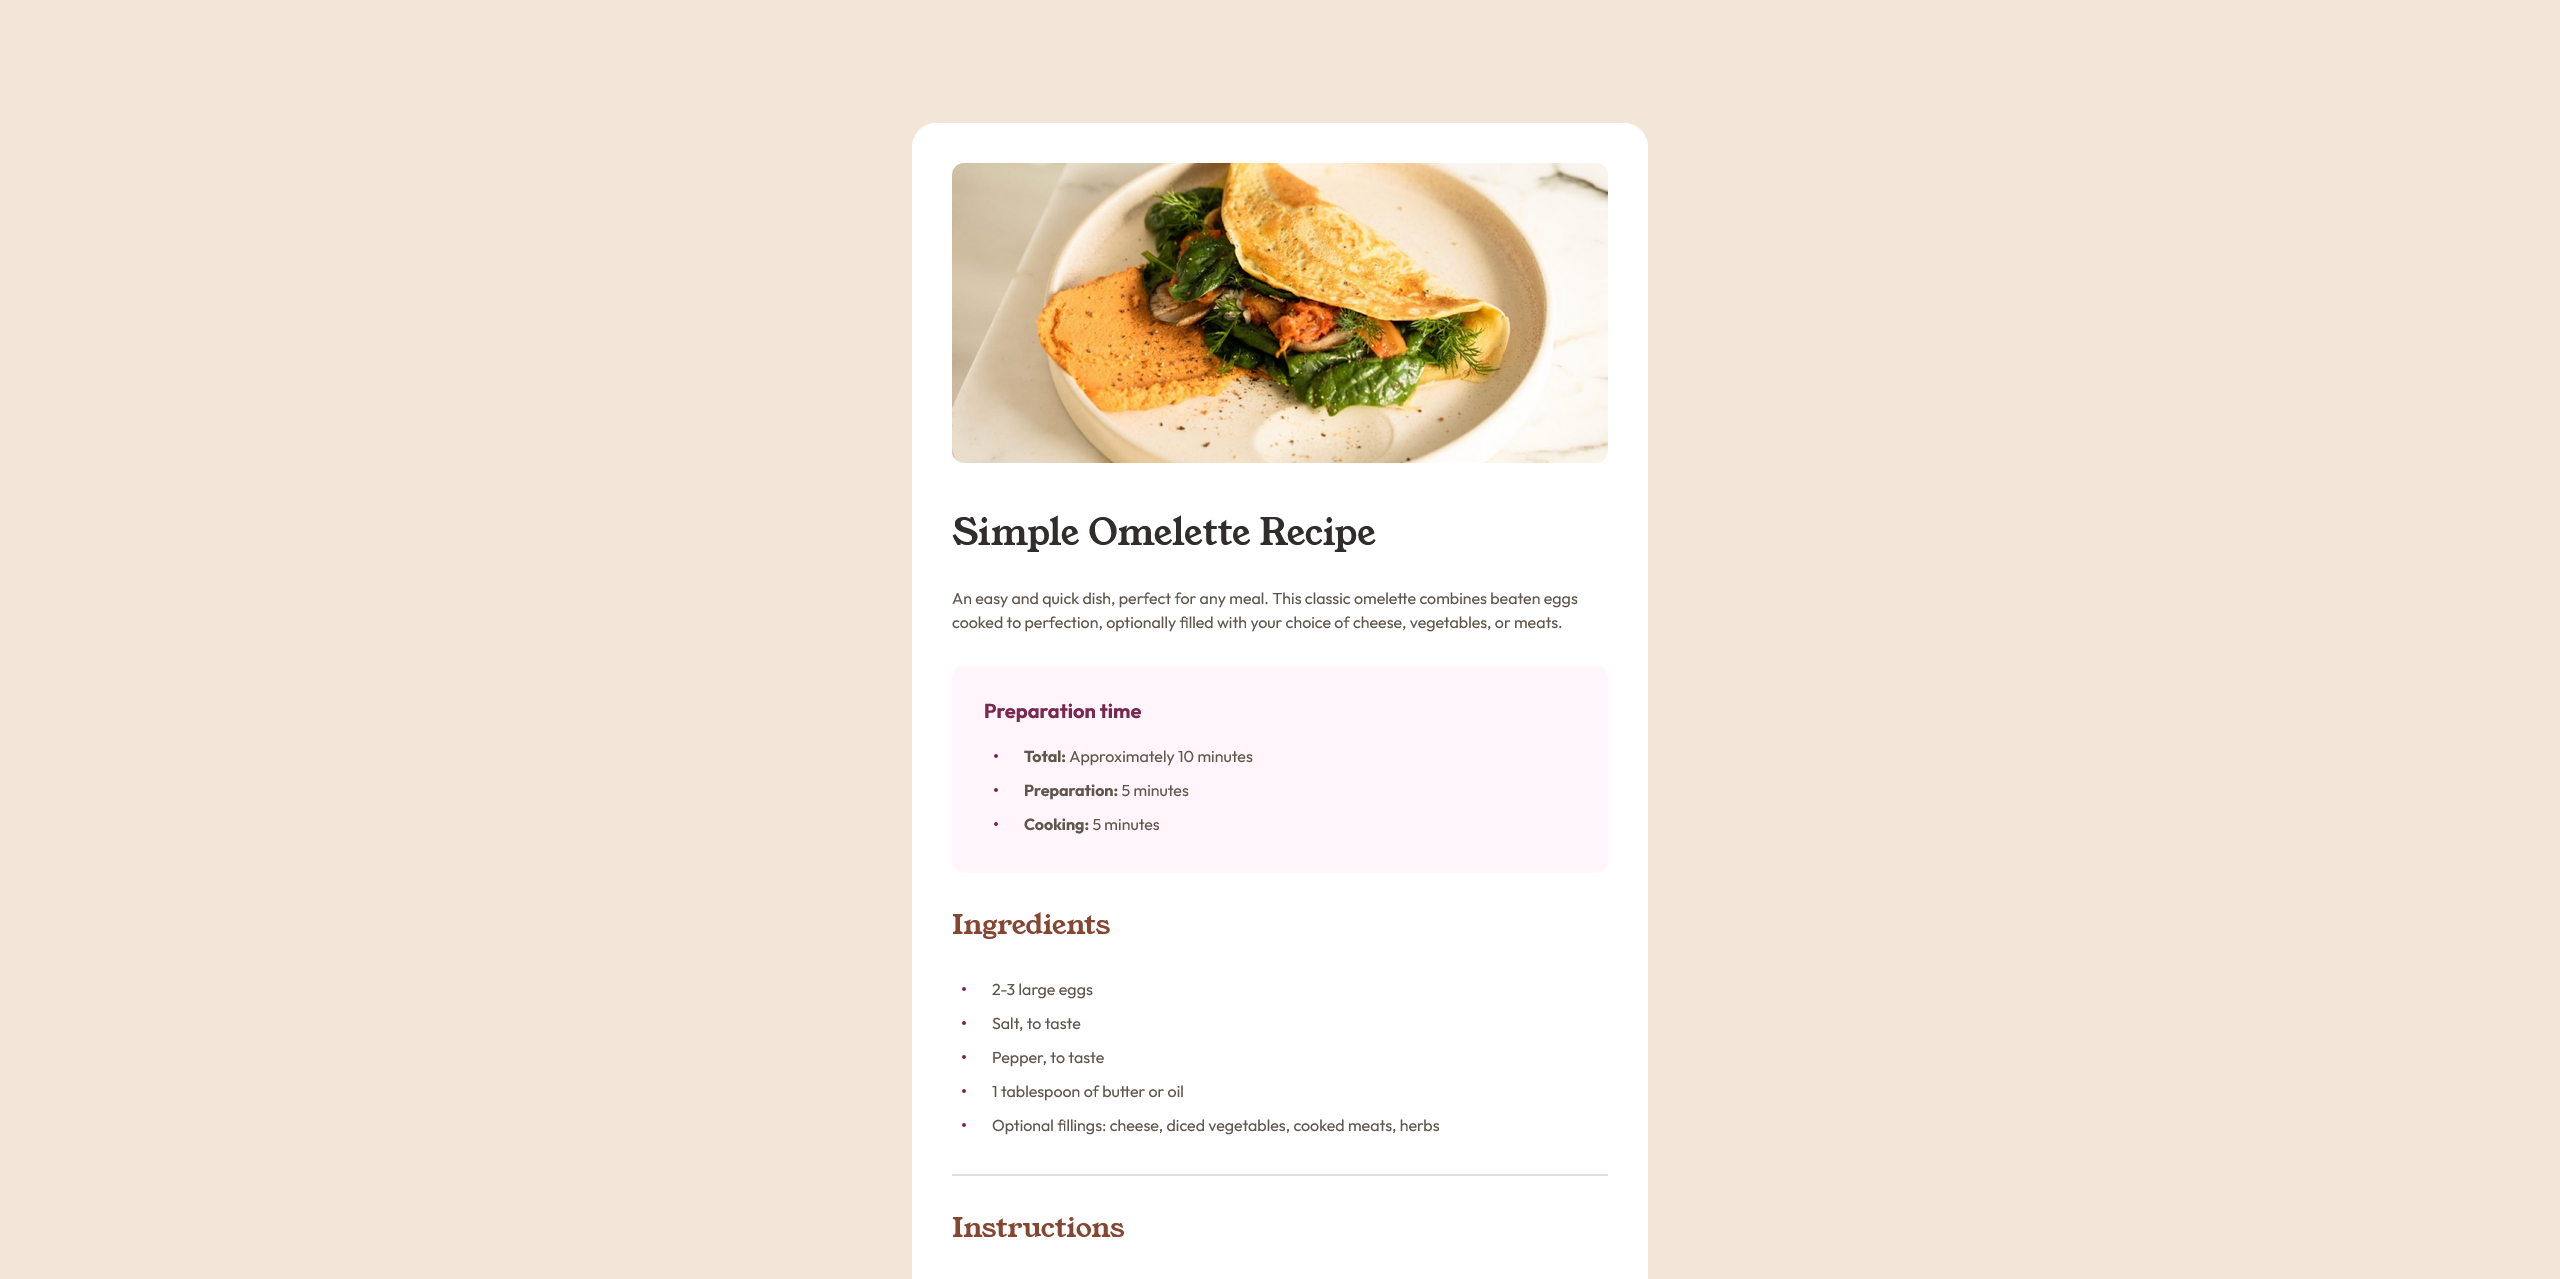 Simple Omelette Recipe
An easy and quick dish, perfect for any meal. This classic omelette combines beaten eggs
cooked to perfection, optionally filled with your choice of cheese, vegetables, or meats.
Preparation time
• Total: Approximately 10 minutes
• Preparation: 5 minutes
• Cooking: 5 minutes
Ingredients
• 2-3 large eggs
• Salt, to taste
• Pepper, to taste
• 1 tablespoon of butter or oil
• Optional fillings: cheese, diced vegetables, cooked meats, herbs
Instructions